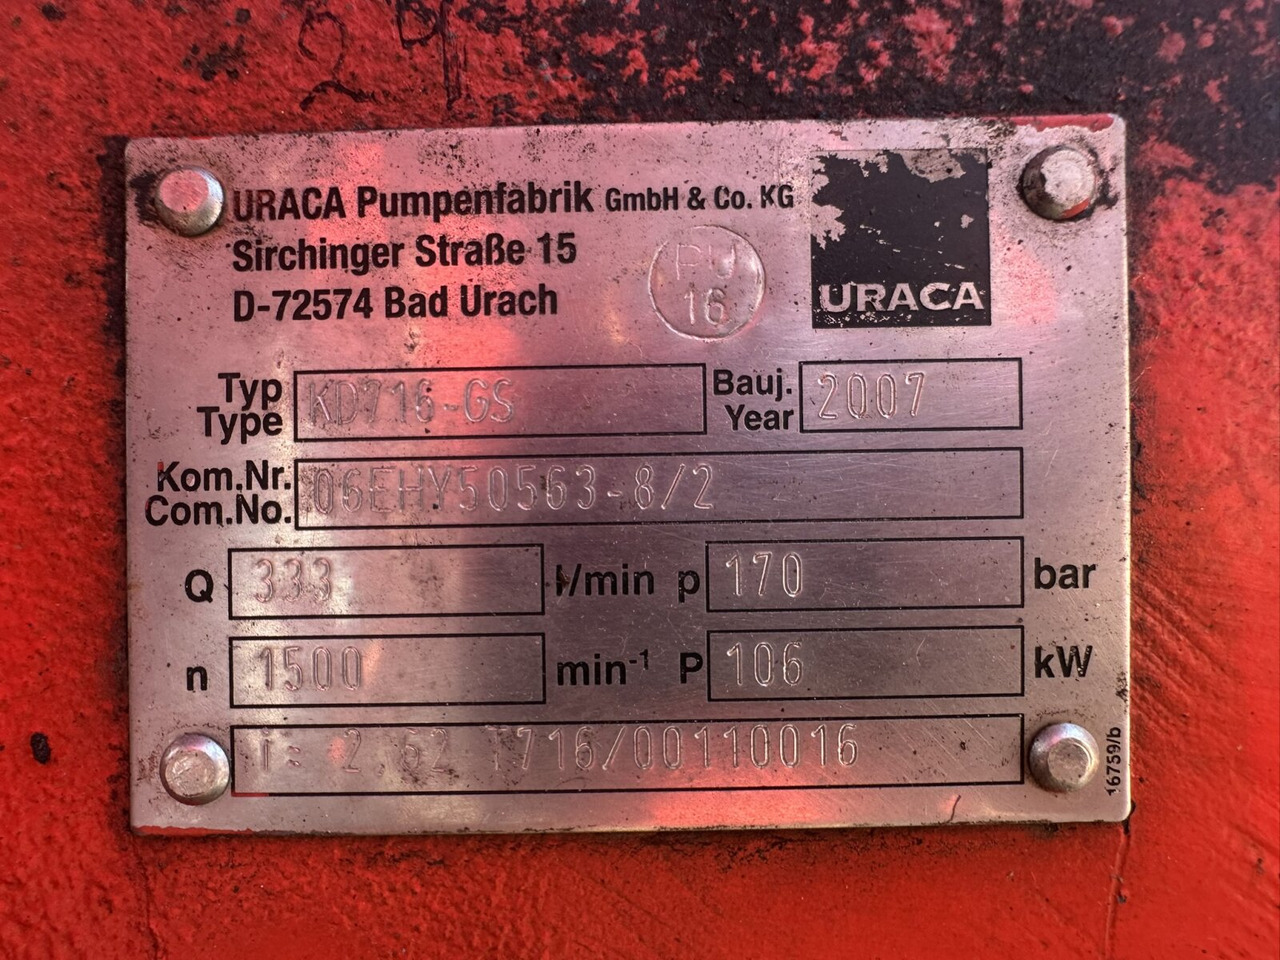 URACA Pumpenfabrik GmbH & Co. KG
Sirchinger Straße 15
D-72574 Bad Urach
PU
16
URACA
Typ
Type
KD716-GS
Bauj.
Year
2007
Kom.Nr.
Com.No.
06EHY50563-8/2
Q 333 l/min p 170 bar
n 1500 min⁻¹ P 106 kW
2.62 T716/00110016
16759/b